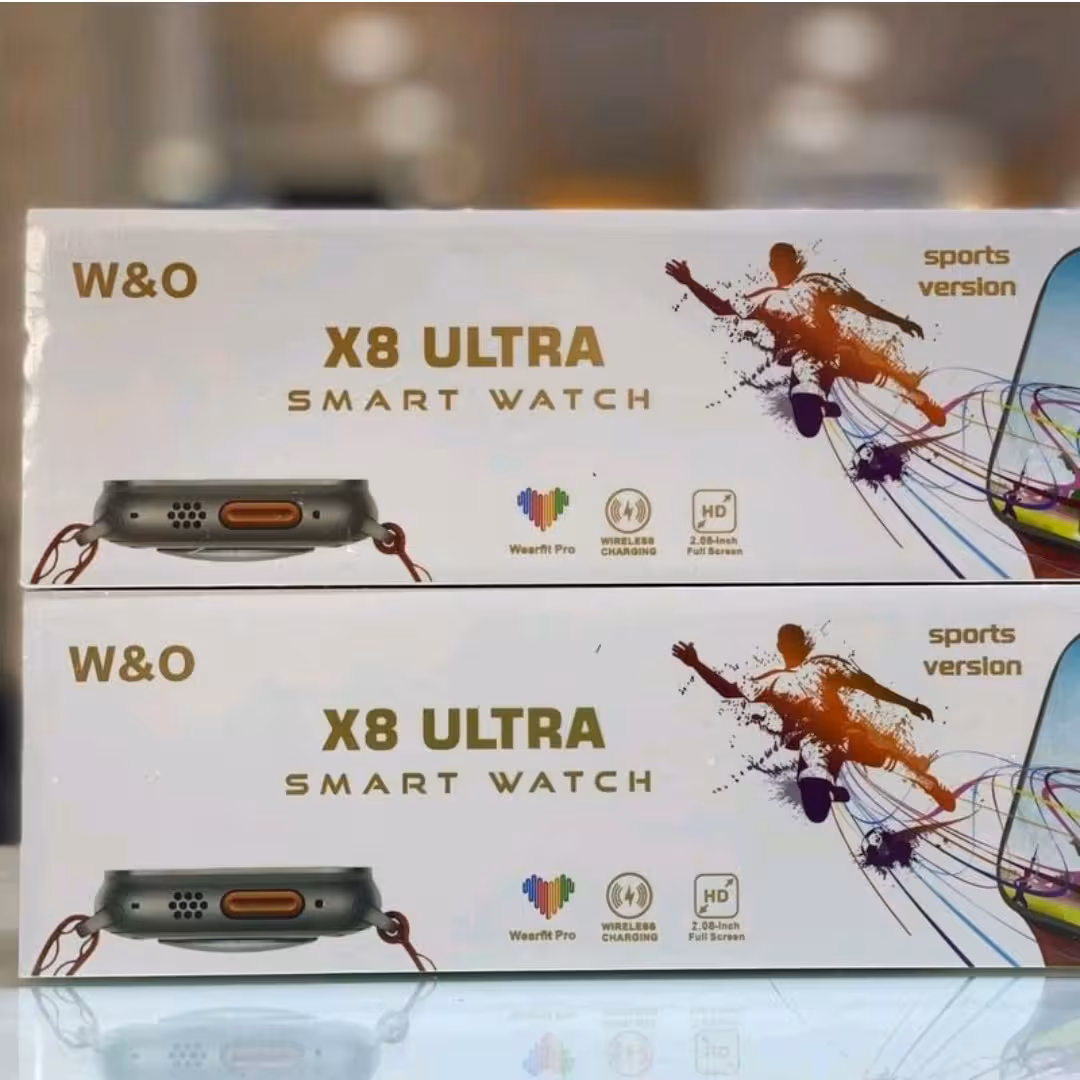 W&O
sports
version
X8 ULTRA
SMART WATCH
HD
Wearfit Pro
WIRELESS
CHARGING
2.08-Inch
Full Screen
W&O
sports
version
X8 ULTRA
SMART WATCH
HD
Wearfit Pro
WIRELESS
CHARGING
2.08-Inch
Full Screen